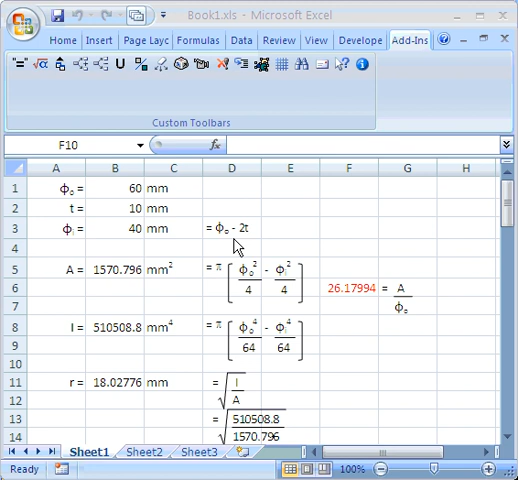 Book1.xls - Microsoft Excel
Home Insert Page Layc Formulas Data Review View Develope Add-Ins
"=" √α U
Custom Toolbars
F10 fx
A B C D E F G H
1 ϕo = 60 mm
2 t = 10 mm
3 ϕi = 40 mm = ϕo - 2t
4
5 A = 1570.796 mm² = π [ ϕo²/4 - ϕi²/4 ]
6 26.17994 = A/ϕo
7
8 I = 510508.8 mm⁴ = π [ ϕo⁴/64 - ϕi⁴/64 ]
9
10
11 r = 18.02776 mm = √(I/A)
12
13 = √(510508.8/1570.796)
14
Sheet1 Sheet2 Sheet3
Ready 100%